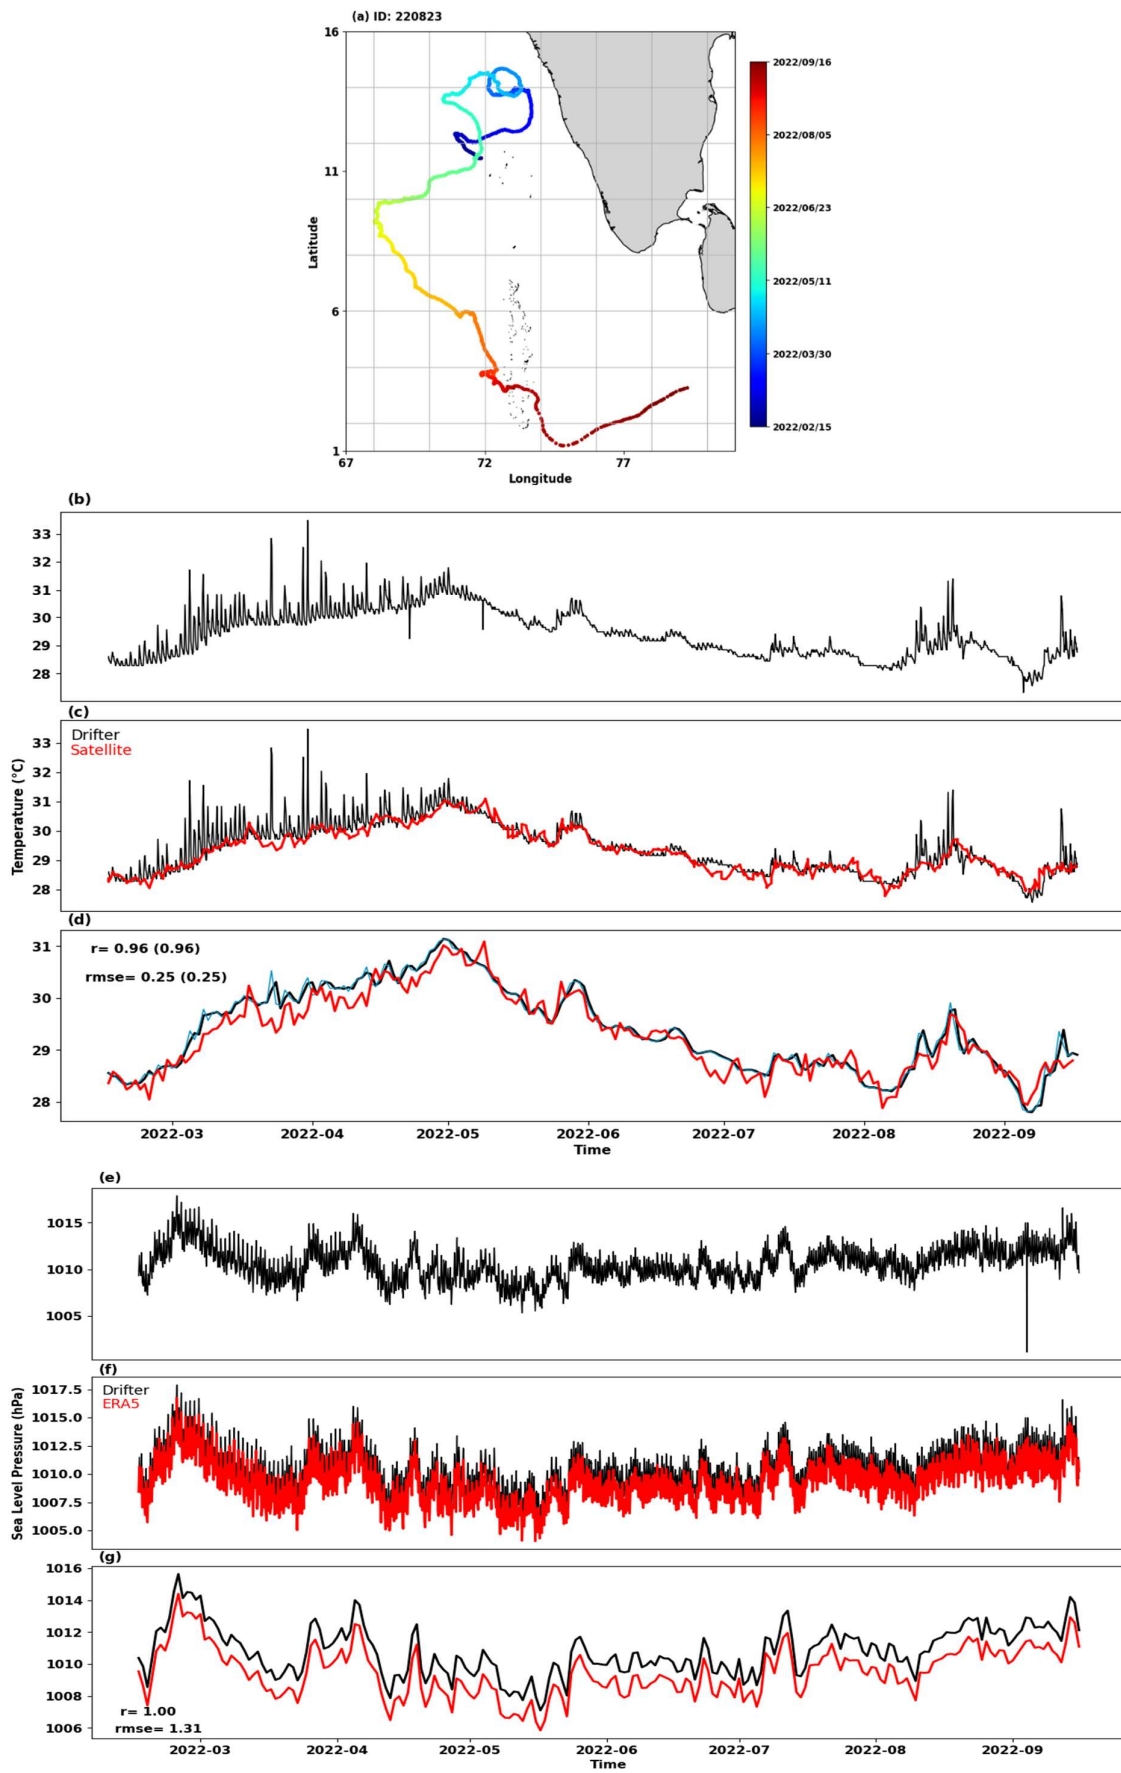 (a) ID: 220823
16
11
6
1
Latitude
67
72
77
Longitude
2022/09/16
2022/08/05
2022/06/23
2022/05/11
2022/03/30
2022/02/15
(b)
33
32
31
30
29
28
(c)
Drifter
Satellite
33
32
31
30
29
28
Temperature (°C)
(d)
r= 0.96 (0.96)
rmse= 0.25 (0.25)
31
30
29
28
2022-03
2022-04
2022-05
2022-06
2022-07
2022-08
2022-09
Time
(e)
1015
1010
1005
(f)
Drifter
ERA5
1017.5
1015.0
1012.5
1010.0
1007.5
1005.0
Sea Level Pressure (hPa)
(g)
1016
1014
1012
1010
1008
1006
r= 1.00
rmse= 1.31
2022-03
2022-04
2022-05
2022-06
2022-07
2022-08
2022-09
Time